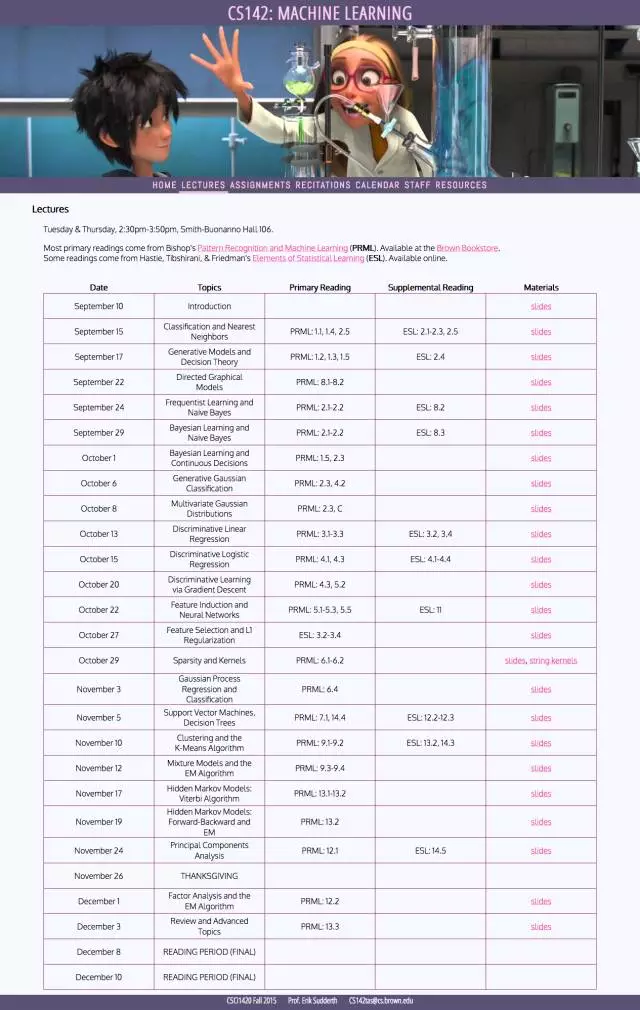 CS142: MACHINE LEARNING
HOME LECTURES ASSIGNMENTS RECITATIONS CALENDAR STAFF RESOURCES
Lectures
Tuesday & Thursday, 2:30pm-3:50pm, Smith-Buonanno Hall 106.
Most primary readings come from Bishop's Pattern Recognition and Machine Learning (PRML). Available at the Brown Bookstore.
Some readings come from Hastie, Tibshirani, & Friedman's Elements of Statistical Learning (ESL). Available online.
Date Topics Primary Reading Supplemental Reading Materials
September 10 Introduction slides
September 15 Classification and Nearest Neighbors PRML: 1.1, 1.4, 2.5 ESL: 2.1-2.3, 2.5 slides
September 17 Generative Models and Decision Theory PRML: 1.2, 1.3, 1.5 ESL: 2.4 slides
September 22 Directed Graphical Models PRML: 8.1-8.2 slides
September 24 Frequentist Learning and Naive Bayes PRML: 2.1-2.2 ESL: 8.2 slides
September 29 Bayesian Learning and Naive Bayes PRML: 2.1-2.2 ESL: 8.3 slides
October 1 Bayesian Learning and Continuous Decisions PRML: 1.5, 2.3 slides
October 6 Generative Gaussian Classification PRML: 2.3, 4.2 slides
October 8 Multivariate Gaussian Distributions PRML: 2.3, C slides
October 13 Discriminative Linear Regression PRML: 3.1-3.3 ESL: 3.2, 3.4 slides
October 15 Discriminative Logistic Regression PRML: 4.1, 4.3 ESL: 4.1-4.4 slides
October 20 Discriminative Learning via Gradient Descent PRML: 4.3, 5.2 slides
October 22 Feature Induction and Neural Networks PRML: 5.1-5.3, 5.5 ESL: 11 slides
October 27 Feature Selection and L1 Regularization ESL: 3.2-3.4 slides
October 29 Sparsity and Kernels PRML: 6.1-6.2 slides, string kernels
November 3 Gaussian Process Regression and Classification PRML: 6.4 slides
November 5 Support Vector Machines, Decision Trees PRML: 7.1, 14.4 ESL: 12.2-12.3 slides
November 10 Clustering and the K-Means Algorithm PRML: 9.1-9.2 ESL: 13.2, 14.3 slides
November 12 Mixture Models and the EM Algorithm PRML: 9.3-9.4 slides
November 17 Hidden Markov Models: Viterbi Algorithm PRML: 13.1-13.2 slides
November 19 Hidden Markov Models: Forward-Backward and EM PRML: 13.2 slides
November 24 Principal Components Analysis PRML: 12.1 ESL: 14.5 slides
November 26 THANKSGIVING
December 1 Factor Analysis and the EM Algorithm PRML: 12.2 slides
December 3 Review and Advanced Topics PRML: 13.3 slides
December 8 READING PERIOD (FINAL)
December 10 READING PERIOD (FINAL)
CSCI1420 Fall 2015 Prof. Erik Sudderth CS142tas@cs.brown.edu